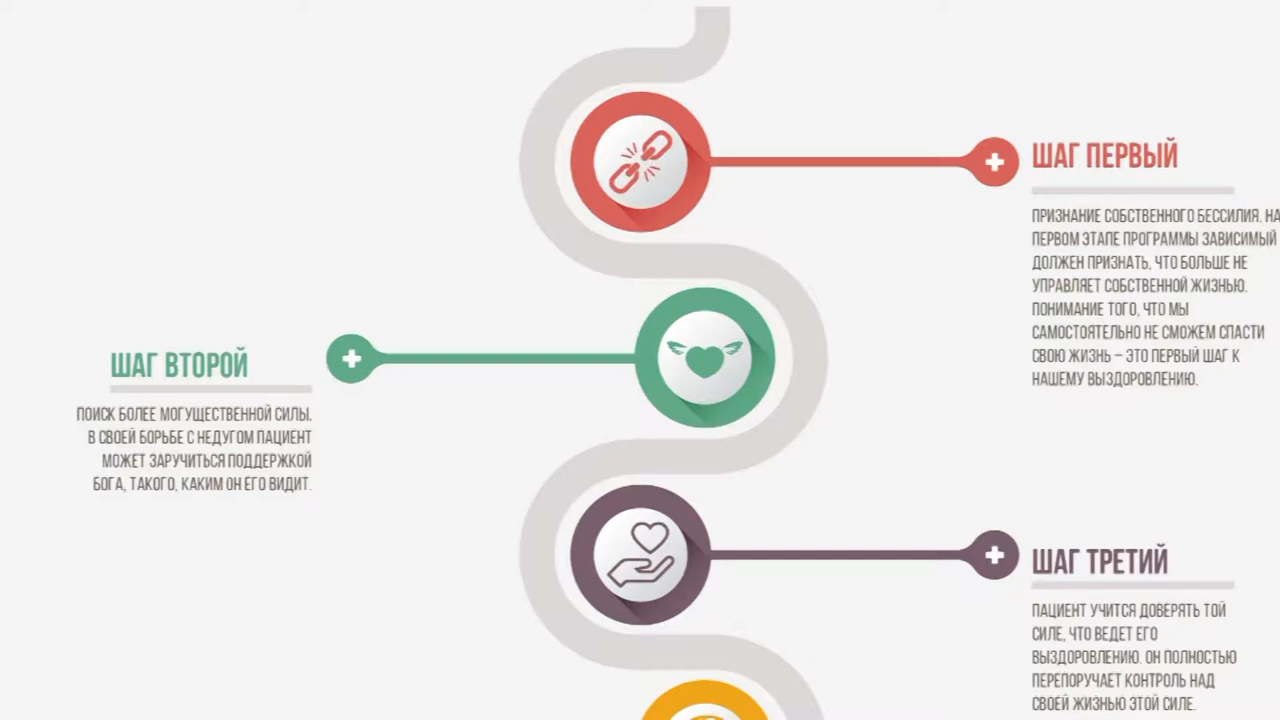 ШАГ ПЕРВЫЙ
ПРИЗНАНИЕ СОБСТВЕННОГО БЕССИЛИЯ. НА
ПЕРВОМ ЭТАПЕ ПРОГРАММЫ ЗАВИСИМЫЙ
ДОЛЖЕН ПРИЗНАТЬ, ЧТО БОЛЬШЕ НЕ
УПРАВЛЯЕТ СОБСТВЕННОЙ ЖИЗНЬЮ.
ПОНИМАНИЕ ТОГО, ЧТО МЫ
САМОСТОЯТЕЛЬНО НЕ СМОЖЕМ СПАСТИ
СВОЮ ЖИЗНЬ – ЭТО ПЕРВЫЙ ШАГ К
НАШЕМУ ВЫЗДОРОВЛЕНИЮ.
ШАГ ВТОРОЙ
ПОИСК БОЛЕЕ МОГУЩЕСТВЕННОЙ СИЛЫ.
В СВОЕЙ БОРЬБЕ С НЕДУГОМ ПАЦИЕНТ
МОЖЕТ ЗАРУЧИТЬСЯ ПОДДЕРЖКОЙ
БОГА, ТАКОГО, КАКИМ ОН ЕГО ВИДИТ.
ШАГ ТРЕТИЙ
ПАЦИЕНТ УЧИТСЯ ДОВЕРЯТЬ ТОЙ
СИЛЕ, ЧТО ВЕДЕТ ЕГО
ВЫЗДОРОВЛЕНИЮ. ОН ПОЛНОСТЬЮ
ПЕРЕПОРУЧАЕТ КОНТРОЛЬ НАД
СВОЕЙ ЖИЗНЬЮ ЭТОЙ СИЛЕ.